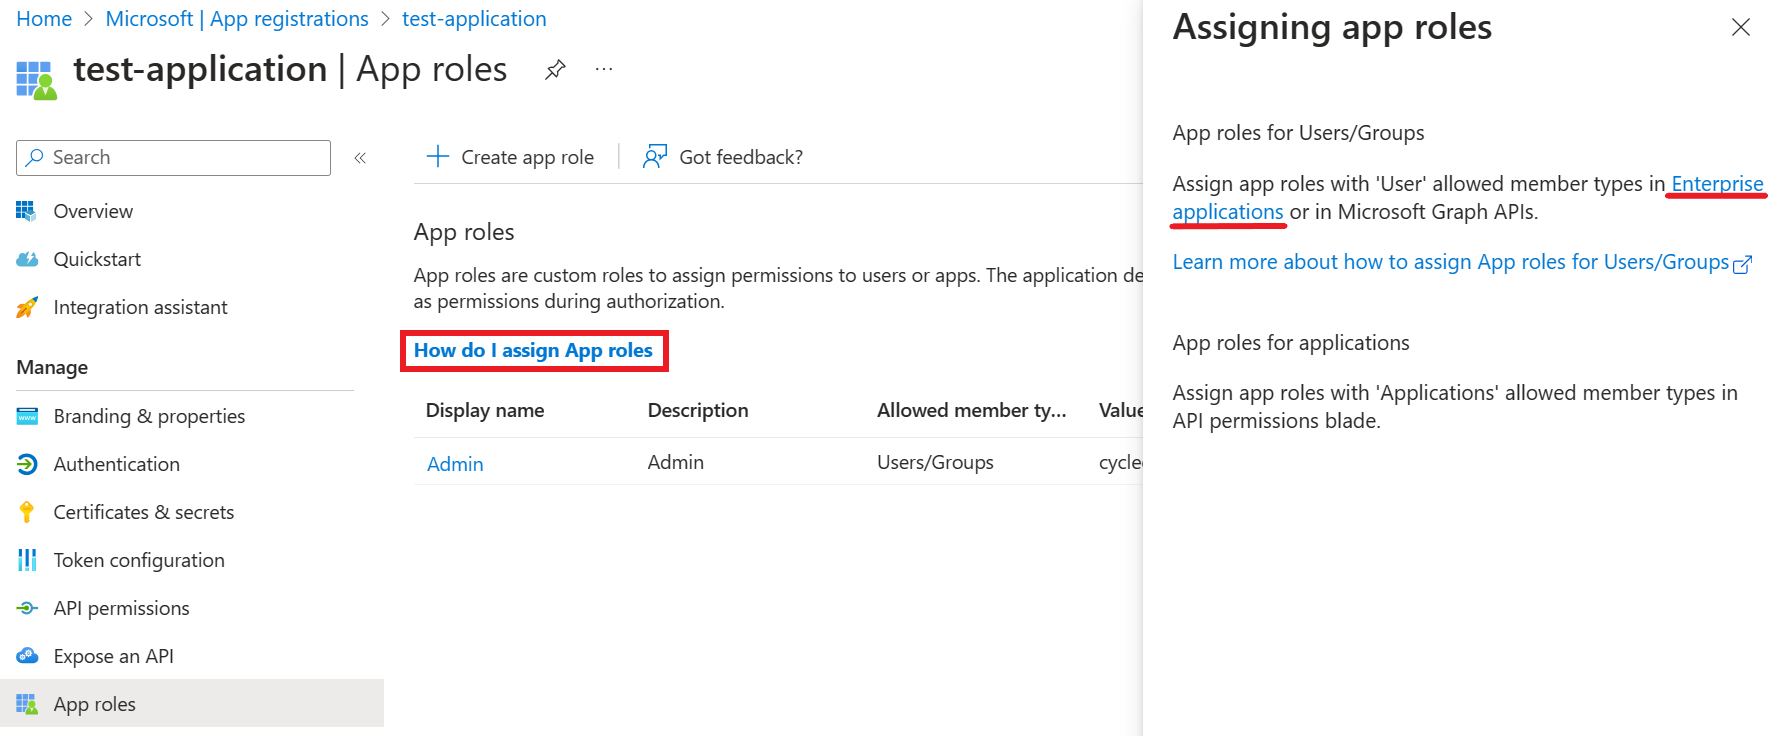 Home > Microsoft | App registrations > test-application
test-application | App roles
...
Search
«
Overview
Quickstart
Integration assistant
Manage
Branding & properties
Authentication
Certificates & secrets
Token configuration
API permissions
Expose an API
App roles
+ Create app role
Got feedback?
App roles
App roles are custom roles to assign permissions to users or apps. The application de
as permissions during authorization.
How do I assign App roles
Display name Description Allowed member ty... Value
Admin Admin Users/Groups cycle
Assigning app roles
App roles for Users/Groups
Assign app roles with 'User' allowed member types in Enterprise
applications or in Microsoft Graph APIs.
Learn more about how to assign App roles for Users/Groups
App roles for applications
Assign app roles with 'Applications' allowed member types in
API permissions blade.